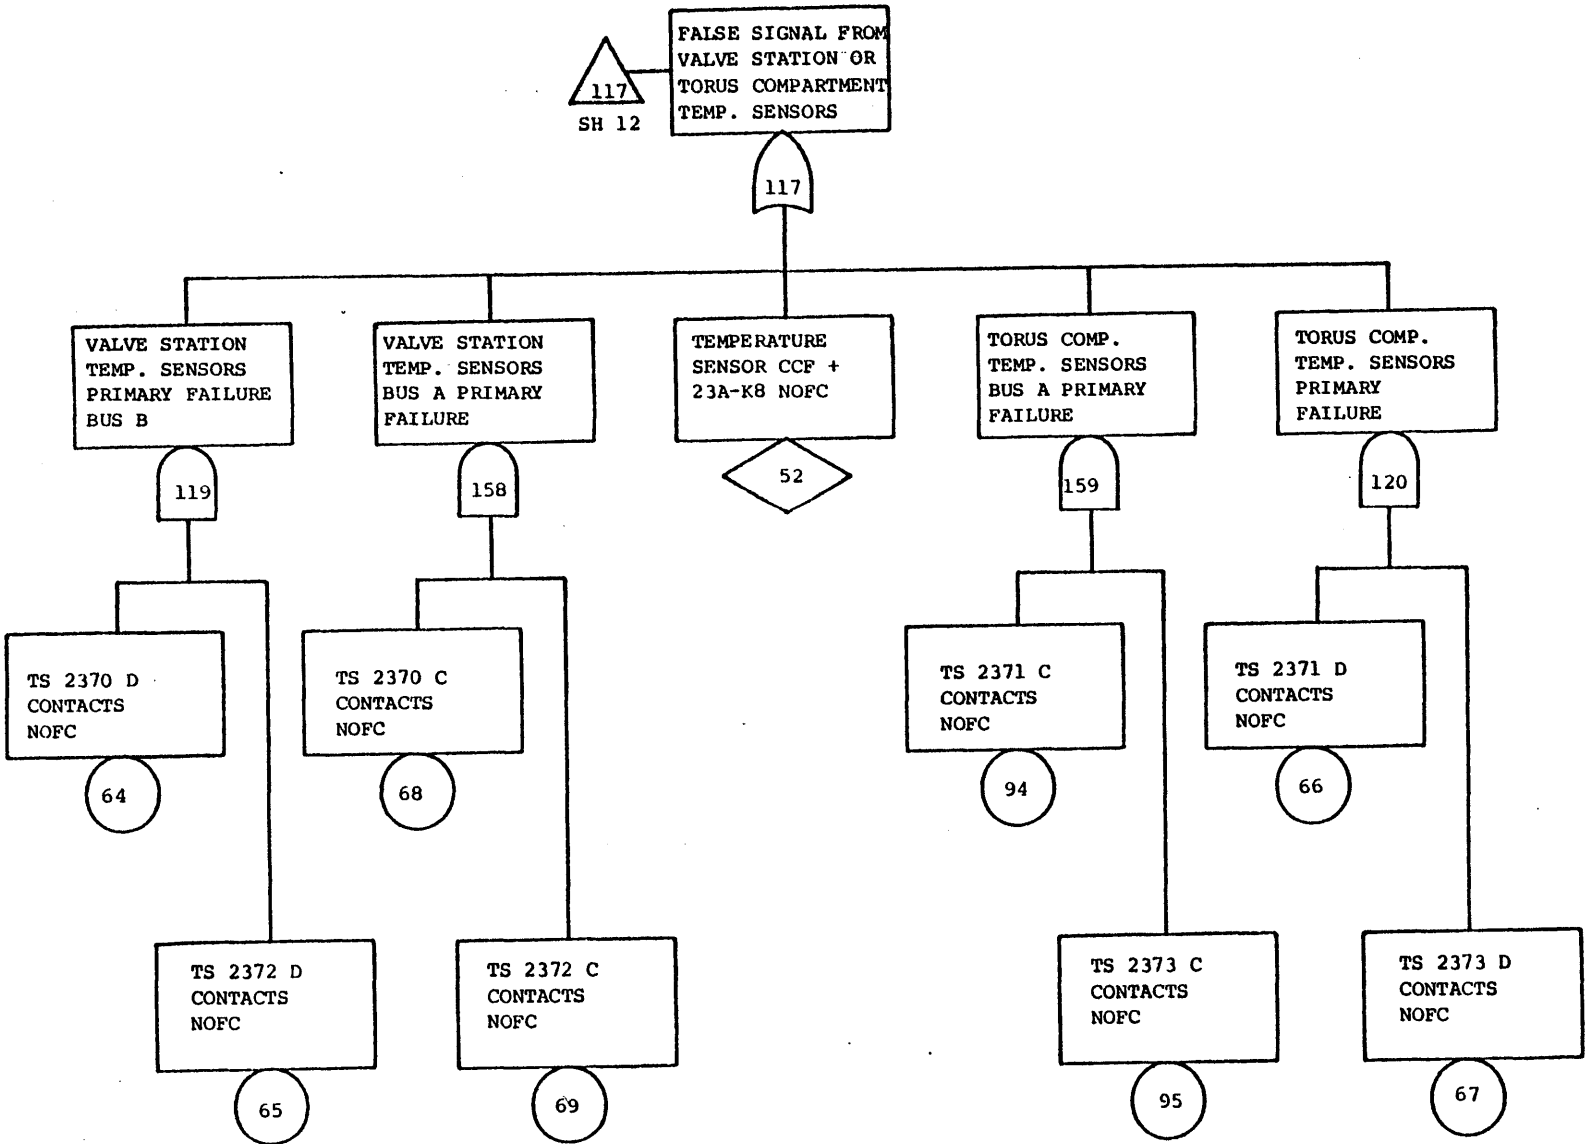 FALSE SIGNAL FROM
VALVE STATION OR
TORUS COMPARTMENT
TEMP. SENSORS
117
SH 12
117
VALVE STATION
TEMP. SENSORS
PRIMARY FAILURE
BUS B
VALVE STATION
TEMP. SENSORS
BUS A PRIMARY
FAILURE
TEMPERATURE
SENSOR CCF +
23A-K8 NOFC
TORUS COMP.
TEMP. SENSORS
BUS A PRIMARY
FAILURE
TORUS COMP.
TEMP. SENSORS
PRIMARY
FAILURE
119
158
52
159
120
TS 2370 D
CONTACTS
NOFC
TS 2370 C
CONTACTS
NOFC
TS 2371 C
CONTACTS
NOFC
TS 2371 D
CONTACTS
NOFC
64
68
94
66
TS 2372 D
CONTACTS
NOFC
TS 2372 C
CONTACTS
NOFC
TS 2373 C
CONTACTS
NOFC
TS 2373 D
CONTACTS
NOFC
65
69
95
67